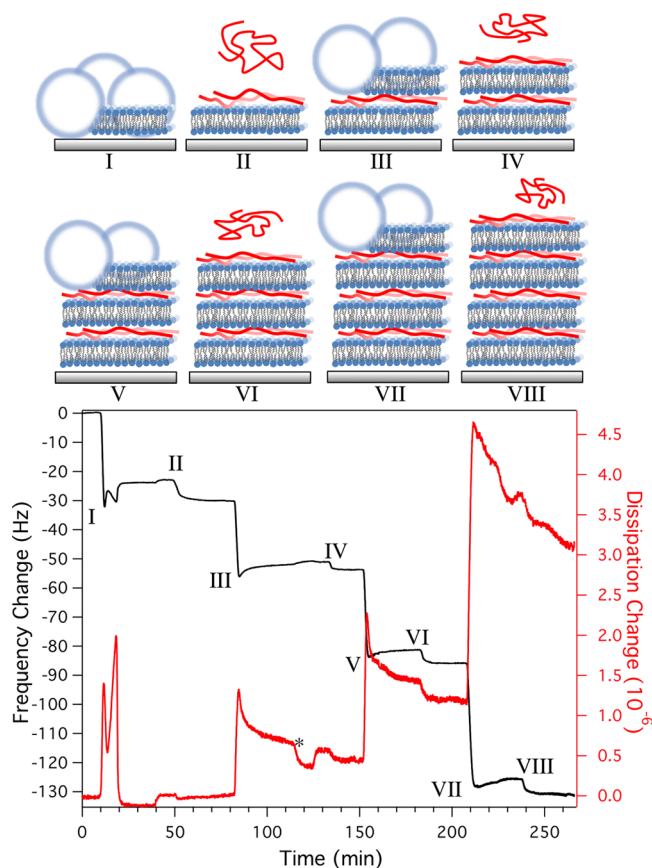 I II III IV
V VI VII VIII
0
-10
-20
-30
-40
-50
-60
-70
-80
-90
-100
-110
-120
-130
Frequency Change (Hz)
I
II
III
IV
V
VI
VII
VIII
*
4.5
4.0
3.5
3.0
2.5
2.0
1.5
1.0
0.5
0.0
Dissipation Change (10⁻⁶)
0 50 100 150 200 250
Time (min)